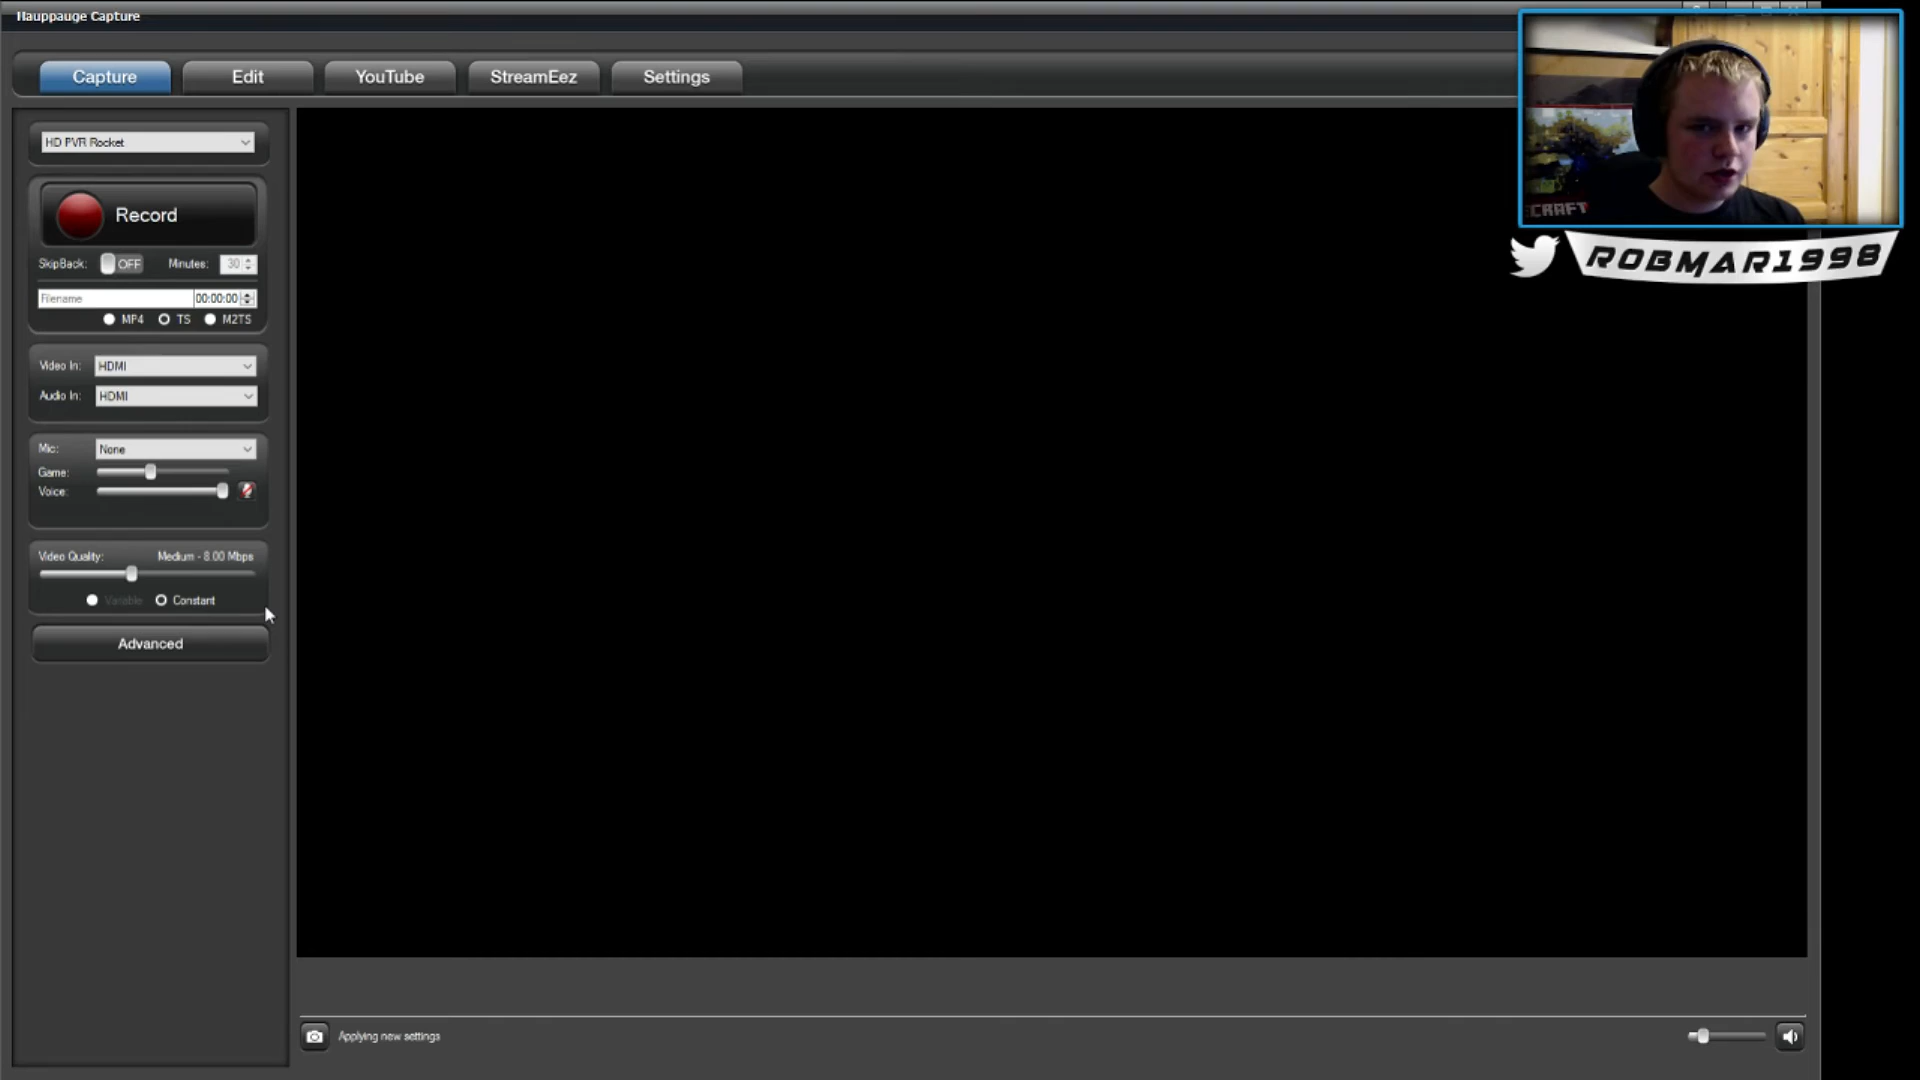 Hauppauge Capture
Capture
Edit
YouTube
StreamEez
Settings
HD PVR Rocket
Record
SkipBack: OFF Minutes: 30
Filename 00:00:00
MP4 TS M2TS
Video In: HDMI
Audio In: HDMI
Mic: None
Game:
Voice:
Video Quality: Medium - 8.00 Mbps
Variable Constant
Advanced
Applying new settings
CRAFT
ROBMAR1998